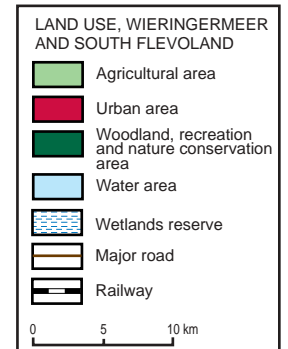 LAND USE, WIERINGERMEER
AND SOUTH FLEVOLAND
Agricultural area
Urban area
Woodland, recreation
and nature conservation
area
Water area
Wetlands reserve
Major road
Railway
0 5 10 km